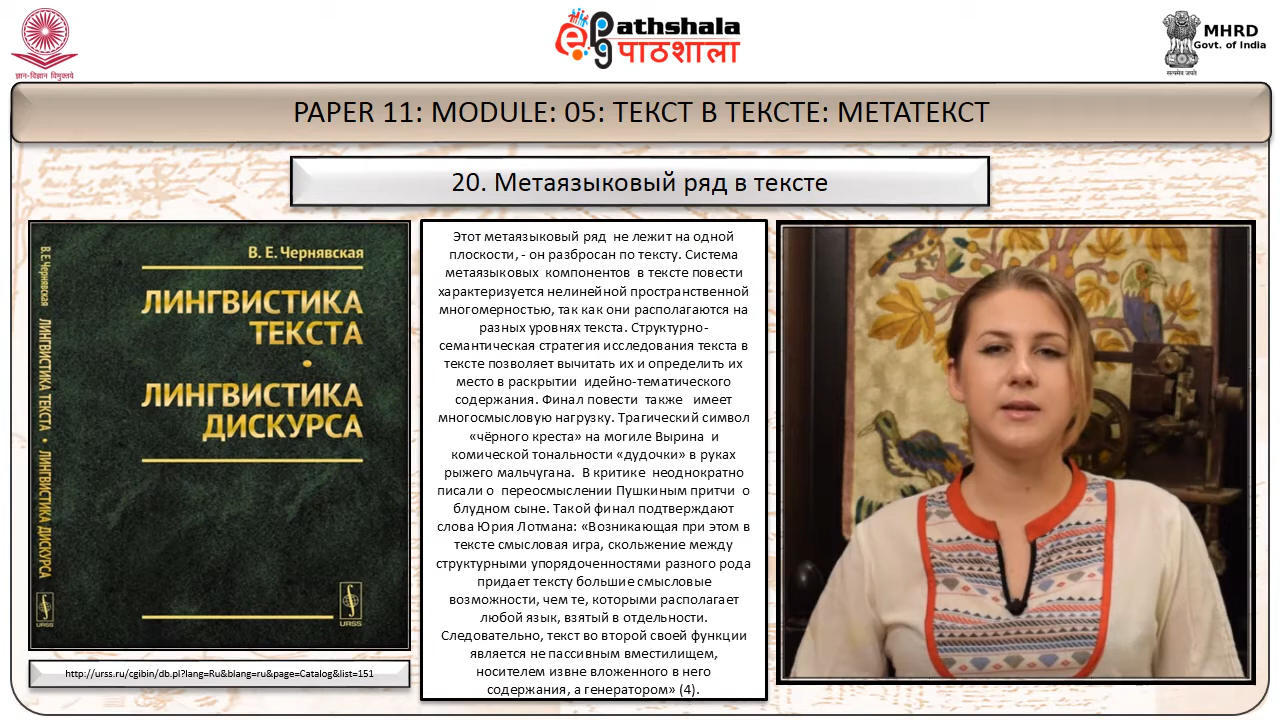 ePathshala
पाठशाला
ज्ञान-विज्ञान विमुक्तये
MHRD
Govt. of India
सत्यमेव जयते
PAPER 11: MODULE: 05: ТЕКСТ В ТЕКСТЕ: МЕТАТЕКСТ
20. Метаязыковый ряд в тексте
В. Е. Чернявская
ЛИНГВИСТИКА
ТЕКСТА
•
ЛИНГВИСТИКА
ДИСКУРСА
URSS
В.Е. Чернявская ЛИНГВИСТИКА ТЕКСТА • ЛИНГВИСТИКА ДИСКУРСА
URSS
http://urss.ru/cgibin/db.pl?lang=Ru&blang=ru&page=Catalog&list=151
Этот метаязыковый ряд не лежит на одной
плоскости, - он разбросан по тексту. Система
метаязыковых компонентов в тексте повести
характеризуется нелинейной пространственной
многомерностью, так как они располагаются на
разных уровнях текста. Структурно-
семантическая стратегия исследования текста в
тексте позволяет вычитать их и определить их
место в раскрытии идейно-тематического
содержания. Финал повести также имеет
многосмысловую нагрузку. Трагический символ
«чёрного креста» на могиле Вырина и
комической тональности «дудочки» в руках
рыжего мальчугана. В критике неоднократно
писали о переосмыслении Пушкиным притчи о
блудном сыне. Такой финал подтверждают
слова Юрия Лотмана: «Возникающая при этом в
тексте смысловая игра, скольжение между
структурными упорядоченностями разного рода
придает тексту большие смысловые
возможности, чем те, которыми располагает
любой язык, взятый в отдельности.
Следовательно, текст во второй своей функции
является не пассивным вместилищем,
носителем извне вложенного в него
содержания, а генератором» (4).